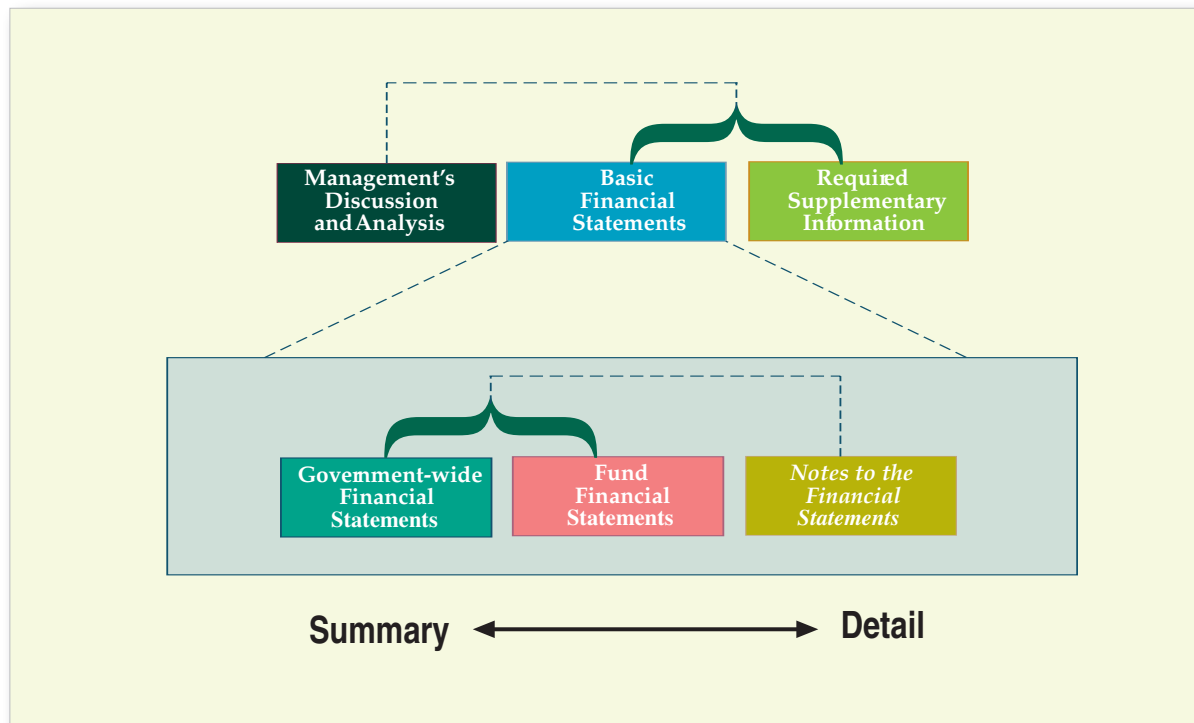 Management's
Discussion
and Analysis
Basic
Financial
Statements
Required
Supplementary
Information
Government-wide
Financial
Statements
Fund
Financial
Statements
Notes to the
Financial
Statements
Summary
Detail